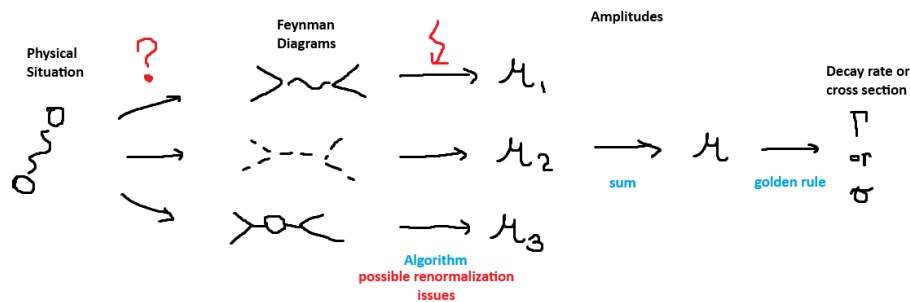 Physical
Situation
?
Feynman
Diagrams
Amplitudes
Decay rate or
cross section
ℳ₁
ℳ₂
ℳ₃
sum
ℳ
golden rule
Γ
or
σ
Algorithm
possible renormalization
issues